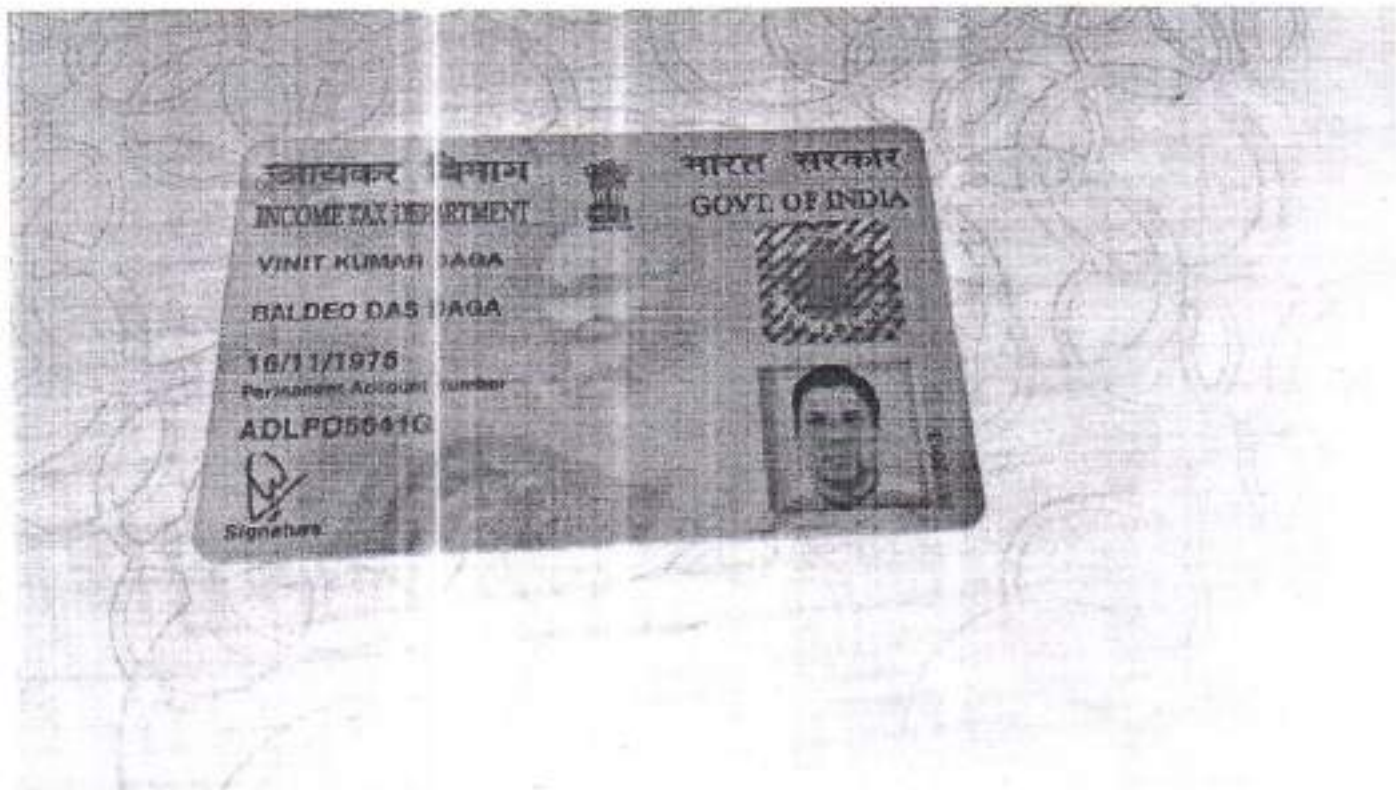 आयकर विभाग
भारत सरकार
INCOME TAX DEPARTMENT
GOVT. OF INDIA
VINIT KUMAR DAGA
BALDEO DAS DAGA
16/11/1975
Permanent Account Number
Signature